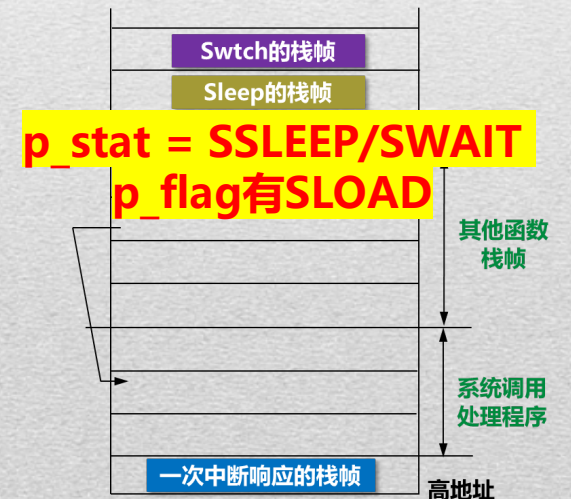 Swtch的栈帧
Sleep的栈帧
p_stat = SSLEEP/SWAIT
p_flag有SLOAD
其他函数
栈帧
系统调用
处理程序
一次中断响应的栈帧
高地址